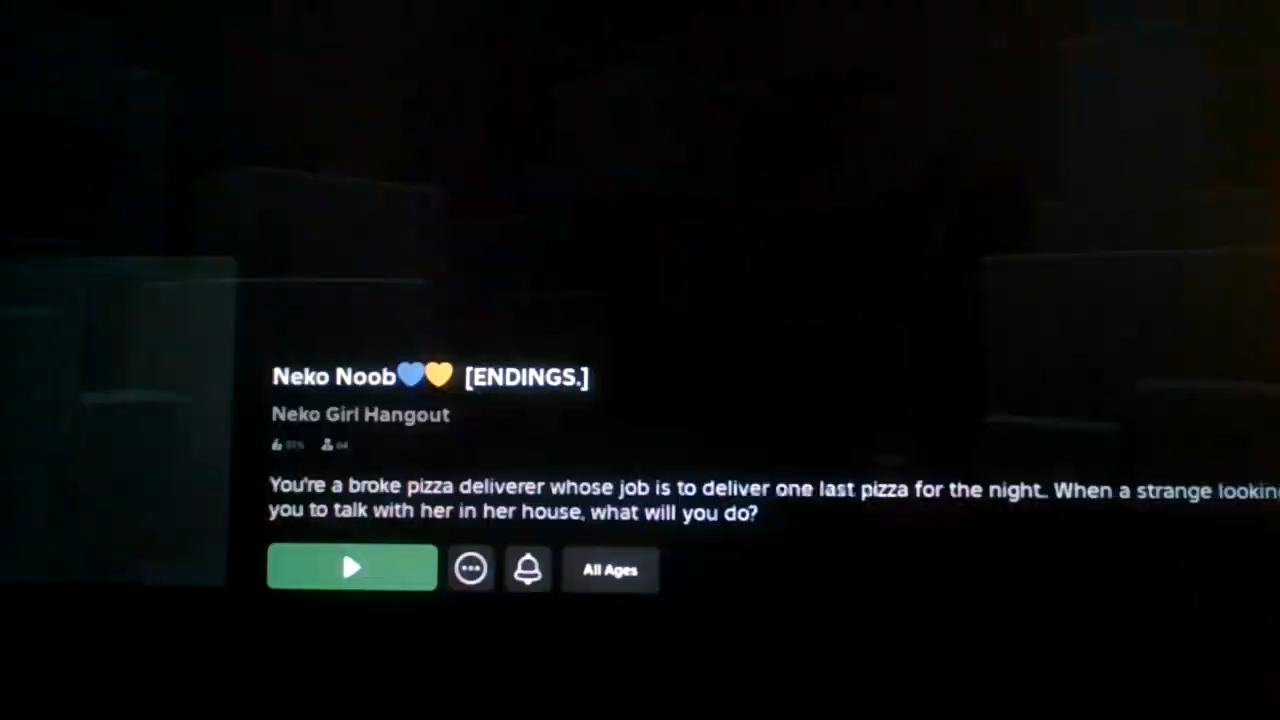 Neko Noob💙💛 [ENDINGS.]
Neko Girl Hangout
You're a broke pizza deliverer whose job is to deliver one last pizza for the night. When a strange
you to talk with her in her house, what will you do?
All Ages